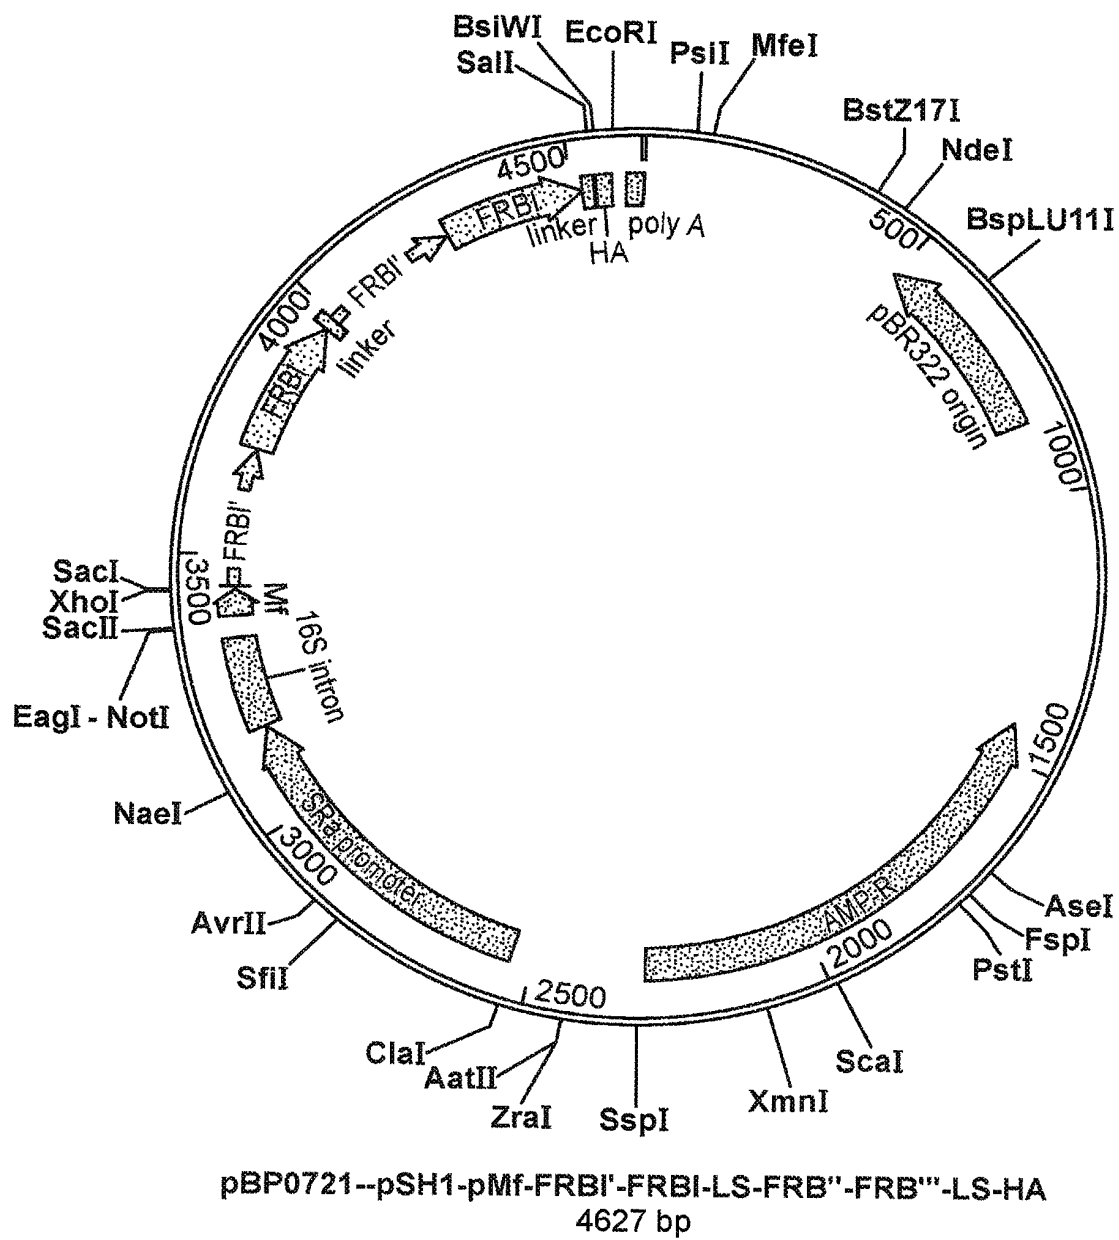 BsiWI
EcoRI
SalI
PsiI
MfeI
BstZ17I
NdeI
BspLU11I
4500
FRBI
linker
HA
poly A
500
pBR322 origin
1000
FRBI'
4000
linker
FRBI
FRBI'
3500
Mf
SacI
XhoI
SacII
EagI - NotI
16S intron
1500
NaeI
SRa promoter
3000
AMP R
AvrII
SfiI
AseI
FspI
PstI
2000
2500
ClaI
AatII
ZraI
SspI
XmnI
ScaI
pBP0721--pSH1-pMf-FRBI'-FRBI-LS-FRB''-FRB'''-LS-HA
4627 bp